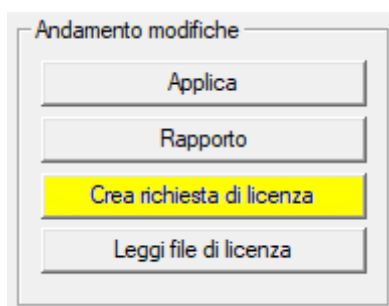 Andamento modifiche
Applica
Rapporto
Crea richiesta di licenza
Leggi file di licenza